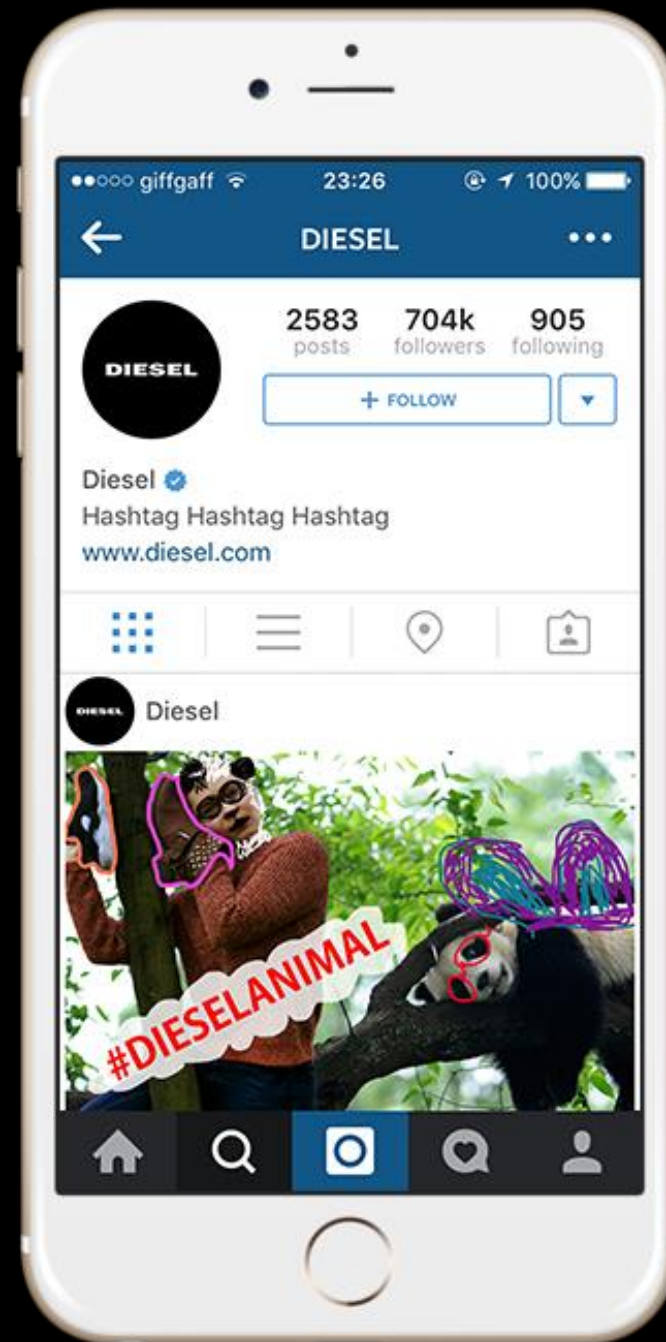 giffgaff 23:26 100%
DIESEL
DIESEL
2583 704k 905
posts followers following
+ FOLLOW
Diesel
Hashtag Hashtag Hashtag
www.diesel.com
DIESEL Diesel
#DIESELANIMAL